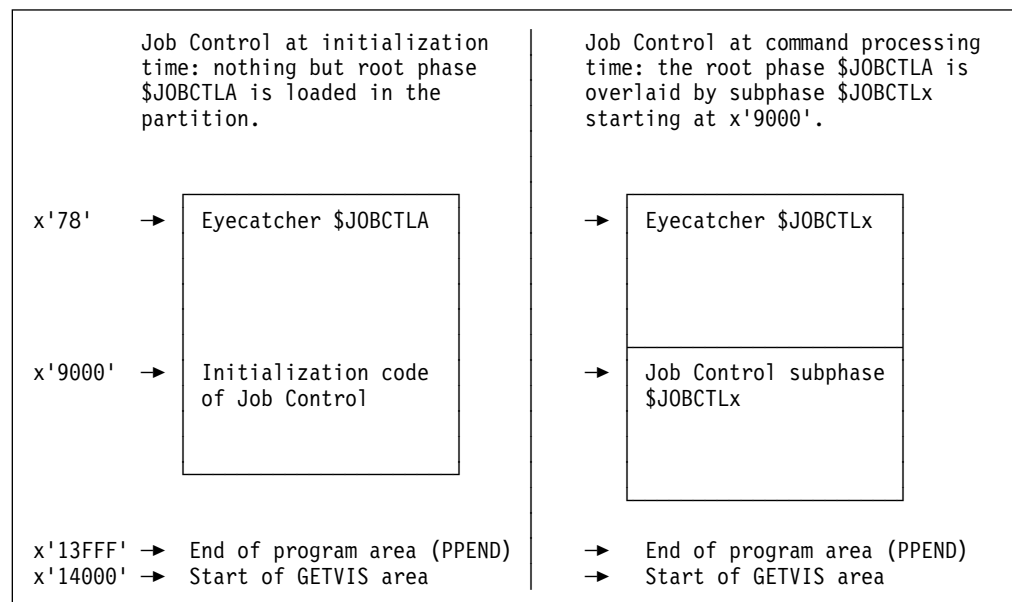 Job Control at initialization
time: nothing but root phase
$JOBCTLA is loaded in the
partition.
Job Control at command processing
time: the root phase $JOBCTLA is
overlaid by subphase $JOBCTLx
starting at x'9000'.
x'78' → Eyecatcher $JOBCTLA
x'9000' → Initialization code
of Job Control
x'13FFF' → End of program area (PPEND)
x'14000' → Start of GETVIS area
→ Eyecatcher $JOBCTLx
→ Job Control subphase
$JOBCTLx
→ End of program area (PPEND)
→ Start of GETVIS area